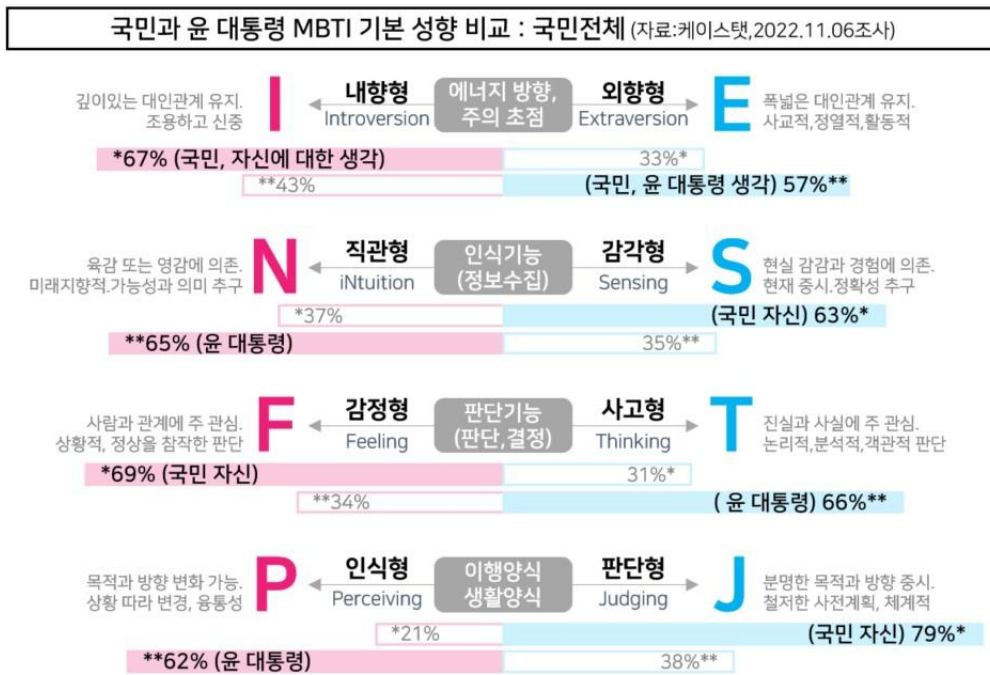 국민과 윤 대통령 MBTI 기본 성향 비교 : 국민전체 (자료:케이스탯,2022.11.06조사)
깊이있는 대인관계 유지.
조용하고 신중
I
내향형
Introversion
에너지 방향,
주의 초점
외향형
Extraversion
E
폭넓은 대인관계 유지.
사교적,정열적,활동적
*67% (국민, 자신에 대한 생각)
33%*
**43%
(국민, 윤 대통령 생각) 57%**
육감 또는 영감에 의존.
미래지향적.가능성과 의미 추구
N
직관형
iNtuition
인식기능
(정보수집)
감각형
Sensing
S
현실 감감과 경험에 의존.
현재 중시.정확성 추구
*37%
(국민 자신) 63%*
**65% (윤 대통령)
35%**
사람과 관계에 주 관심.
상황적, 정상을 참작한 판단
F
감정형
Feeling
판단기능
(판단,결정)
사고형
Thinking
T
진실과 사실에 주 관심.
논리적,분석적,객관적 판단
*69% (국민 자신)
31%*
**34%
( 윤 대통령) 66%**
목적과 방향 변화 가능.
상황 따라 변경, 융통성
P
인식형
Perceiving
이행양식
생활양식
판단형
Judging
J
분명한 목적과 방향 중시.
철저한 사전계획, 체계적
*21%
(국민 자신) 79%*
**62% (윤 대통령)
38%**